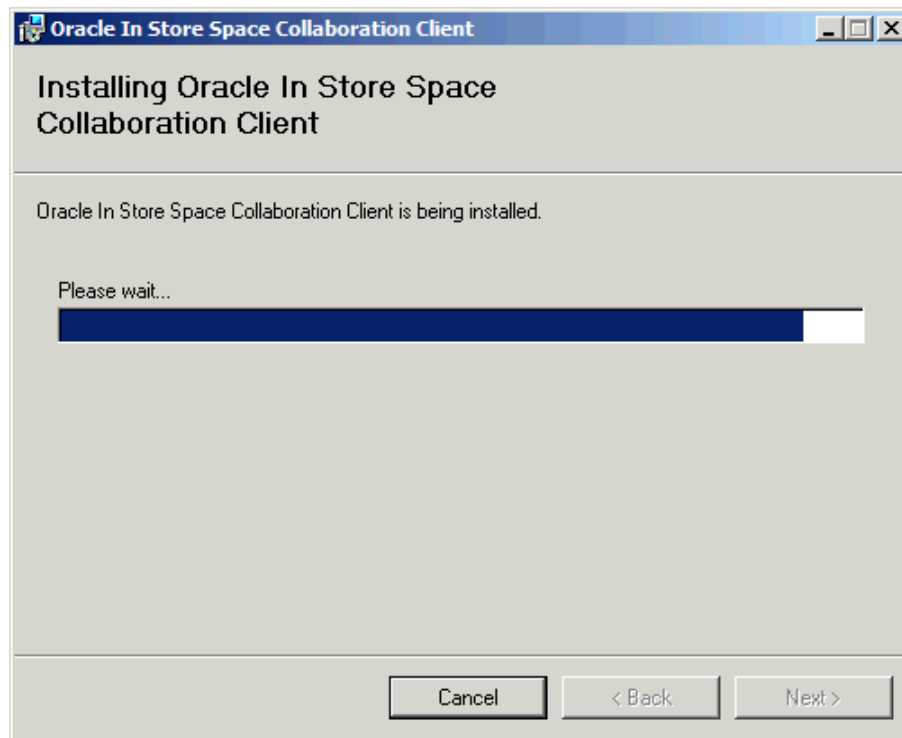 Oracle In Store Space Collaboration Client
Installing Oracle In Store Space
Collaboration Client
Oracle In Store Space Collaboration Client is being installed.
Please wait...
Cancel
< Back
Next >